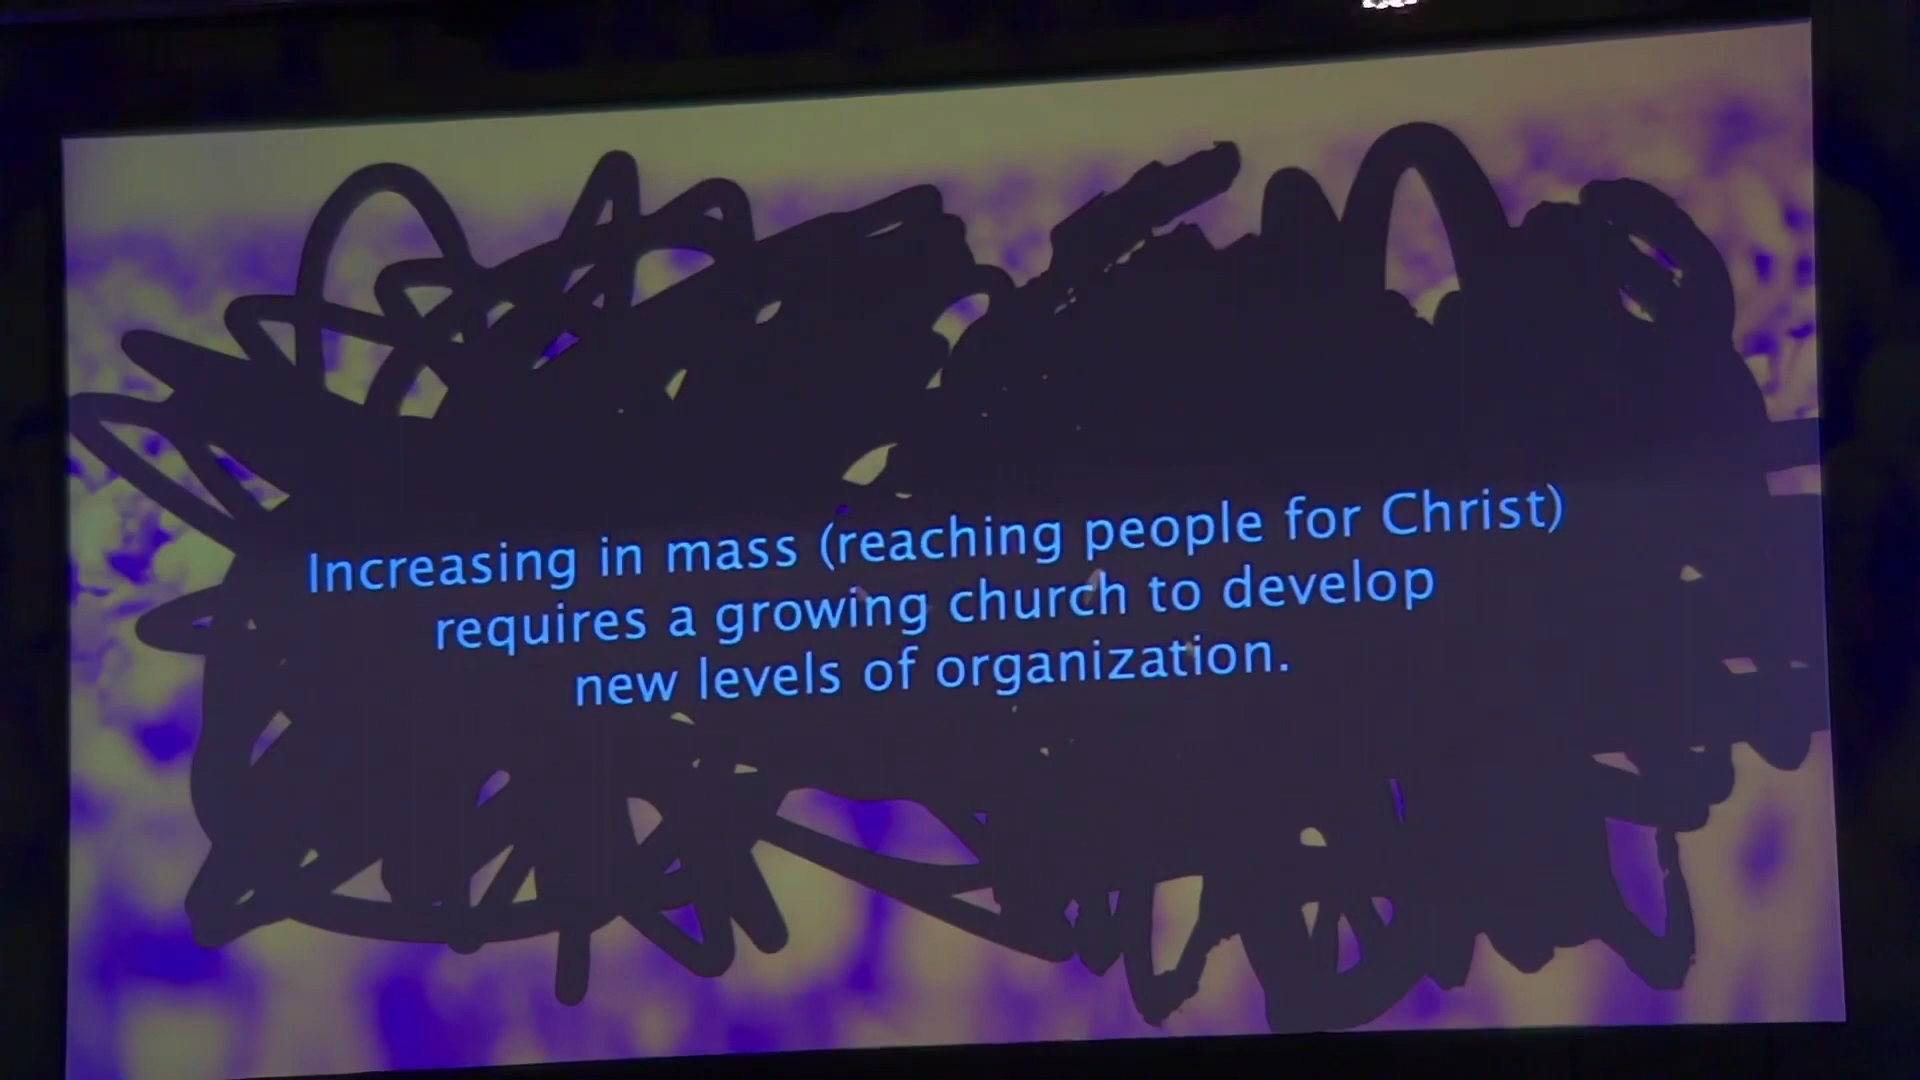 Increasing in mass (reaching people for Christ)
requires a growing church to develop
new levels of organization.